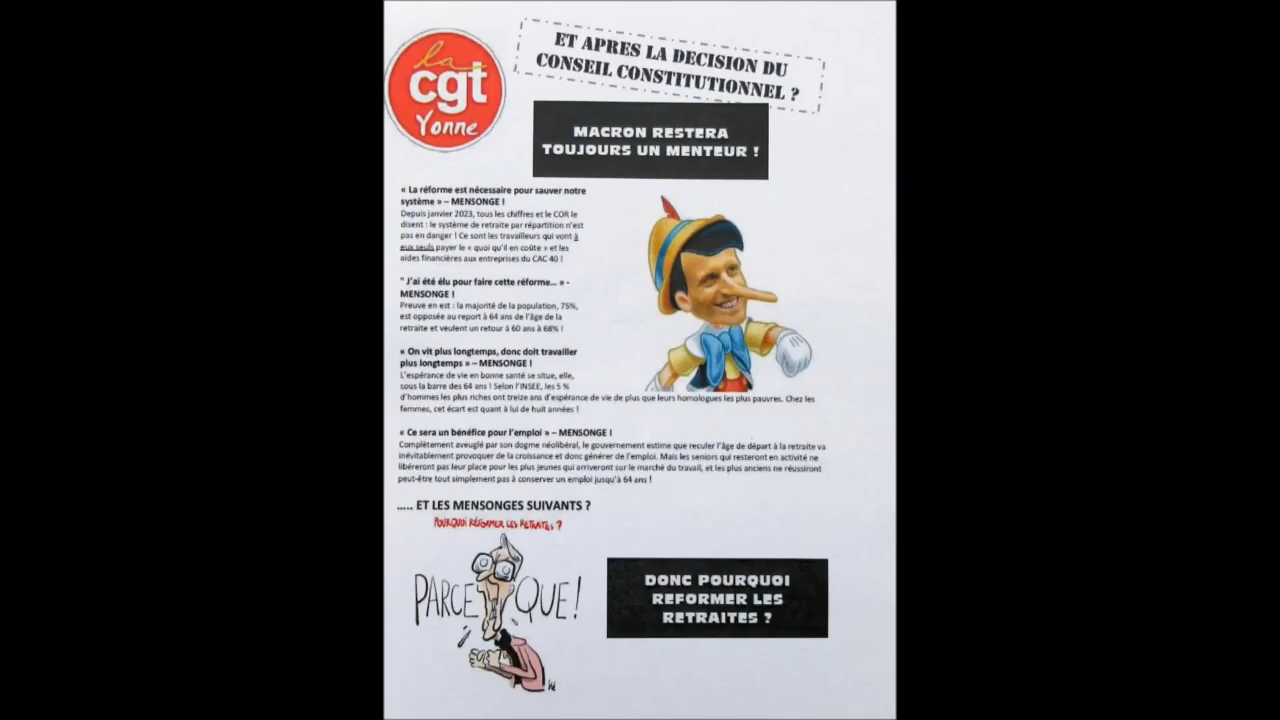 la
cgt
Yonne
ET APRES LA DECISION DU
CONSEIL CONSTITUTIONNEL ?
MACRON RESTERA
TOUJOURS UN MENTEUR !
« La réforme est nécessaire pour sauver notre
système » – MENSONGE !
Depuis janvier 2023, tous les chiffres et le COR le
disent : le système de retraite par répartition n'est
pas en danger ! Ce sont les travailleurs qui vont à
eux seuls payer le « quoi qu'il en coûte » et les
aides financières aux entreprises du CAC 40 !
" J'ai été élu pour faire cette réforme... » -
MENSONGE !
Preuve en est : la majorité de la population, 75%,
est opposée au report à 64 ans de l'âge de la
retraite et veulent un retour à 60 ans à 68% !
« On vit plus longtemps, donc doit travailler
plus longtemps » – MENSONGE !
L'espérance de vie en bonne santé se situe, elle,
sous la barre des 64 ans ! Selon l'INSEE, les 5 %
d'hommes les plus riches ont treize ans d'espérance de vie de plus que leurs homologues les plus pauvres. Chez les
femmes, cet écart est quant à lui de huit années !
« Ce sera un bénéfice pour l'emploi » – MENSONGE !
Complètement aveuglé par son dogme néolibéral, le gouvernement estime que reculer l'âge de départ à la retraite va
inévitablement provoquer de la croissance et donc générer de l'emploi. Mais les seniors qui resteront en activité ne
libéreront pas leur place pour les plus jeunes qui arriveront sur le marché du travail, et les plus anciens ne réussiront
peut-être tout simplement pas à conserver un emploi jusqu'à 64 ans !
..... ET LES MENSONGES SUIVANTS ?
POURQUOI RÉFORMER LES RETRAITES ?
PARCE QUE !
DONC POURQUOI
REFORMER LES
RETRAITES ?